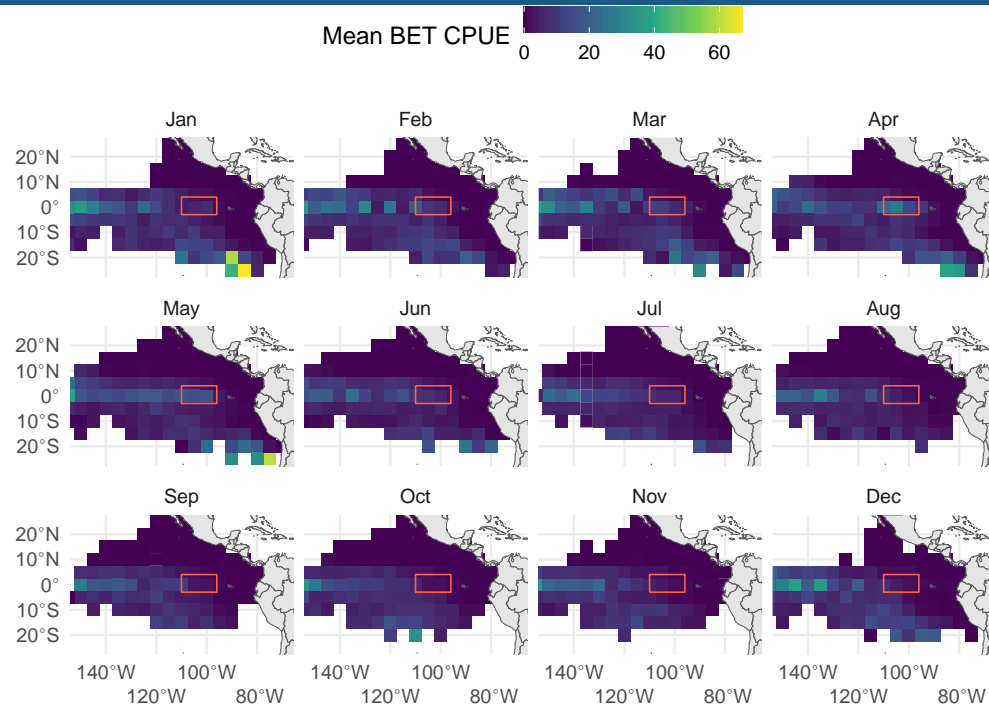 Mean BET CPUE
0 20 40 60
Jan Feb Mar Apr
20°N
10°N
0°
10°S
20°S
May Jun Jul Aug
20°N
10°N
0°
10°S
20°S
Sep Oct Nov Dec
20°N
10°N
0°
10°S
20°S
140°W 100°W 140°W 100°W 140°W 100°W 140°W 100°W
120°W 80°W 120°W 80°W 120°W 80°W 120°W 80°W